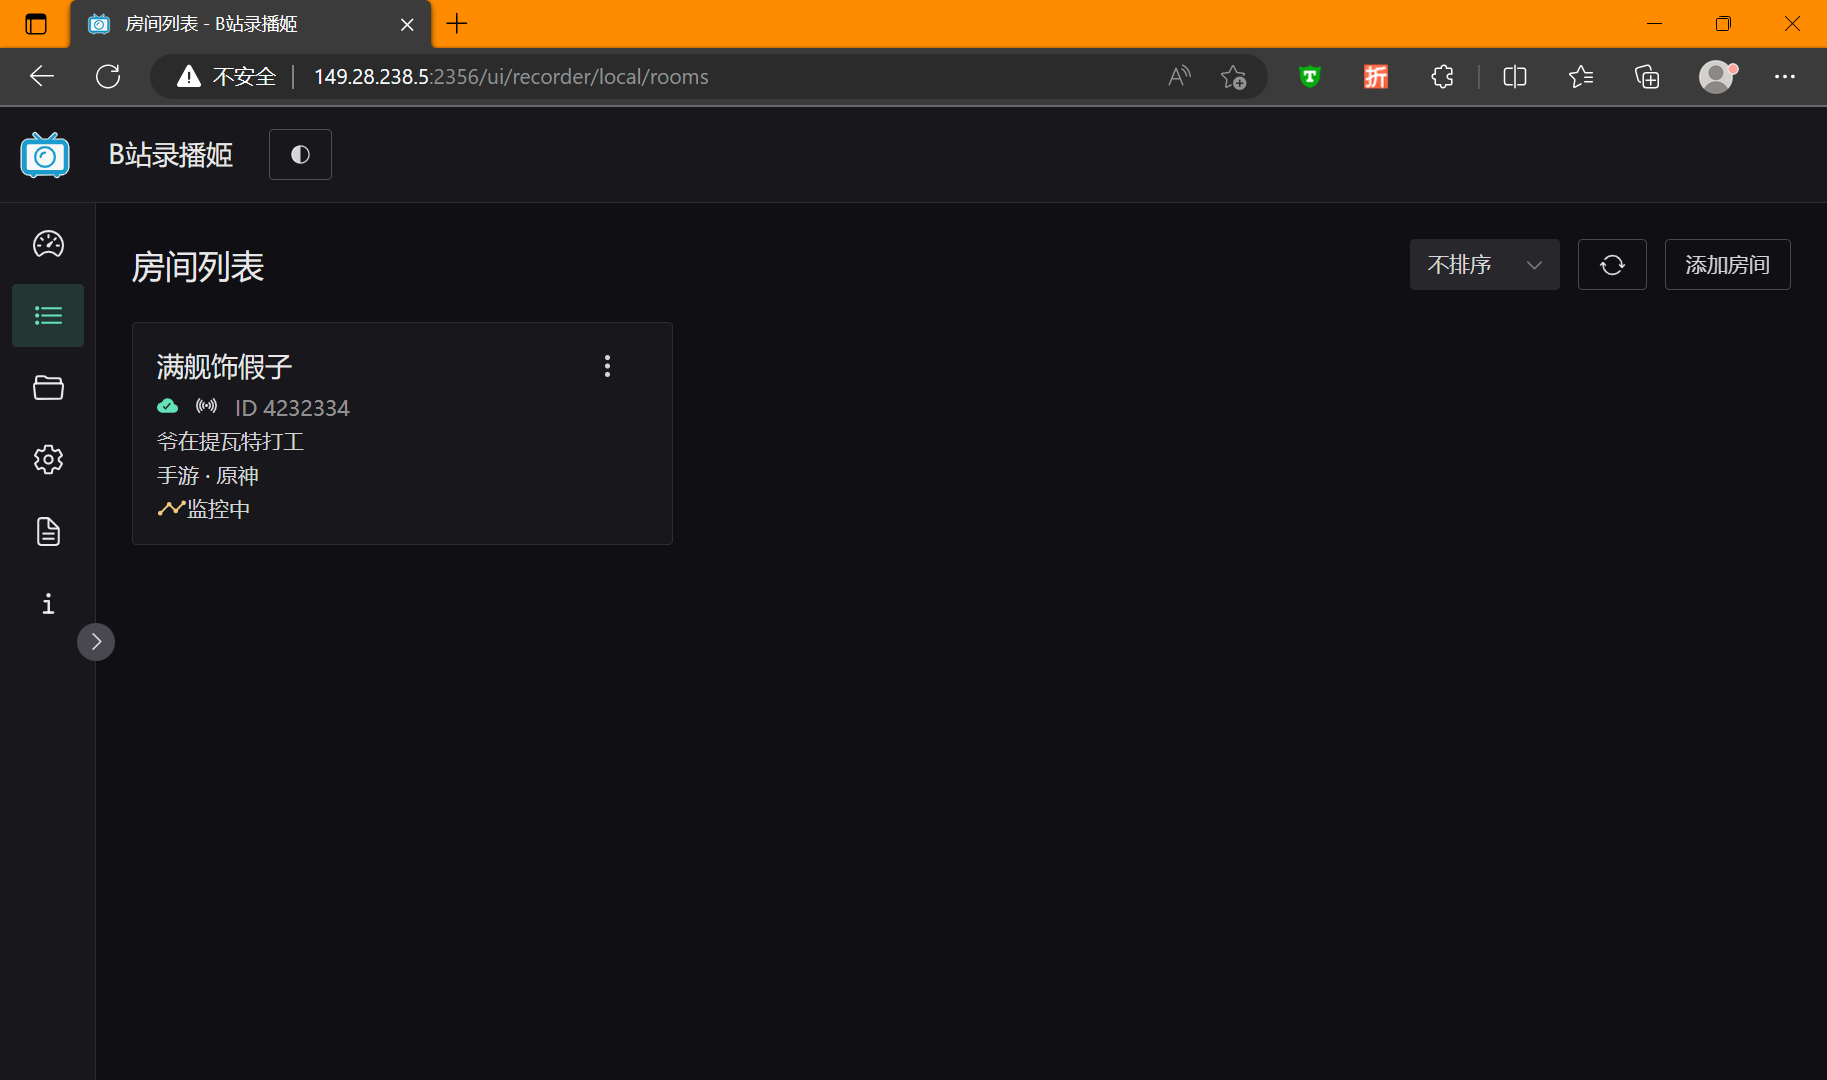 房间列表 - B站录播姬
不安全
149.28.238.5:2356/ui/recorder/local/rooms
折
B站录播姬
房间列表
不排序
添加房间
满舰饰假子
ID 4232334
爷在提瓦特打工
手游 · 原神
监控中